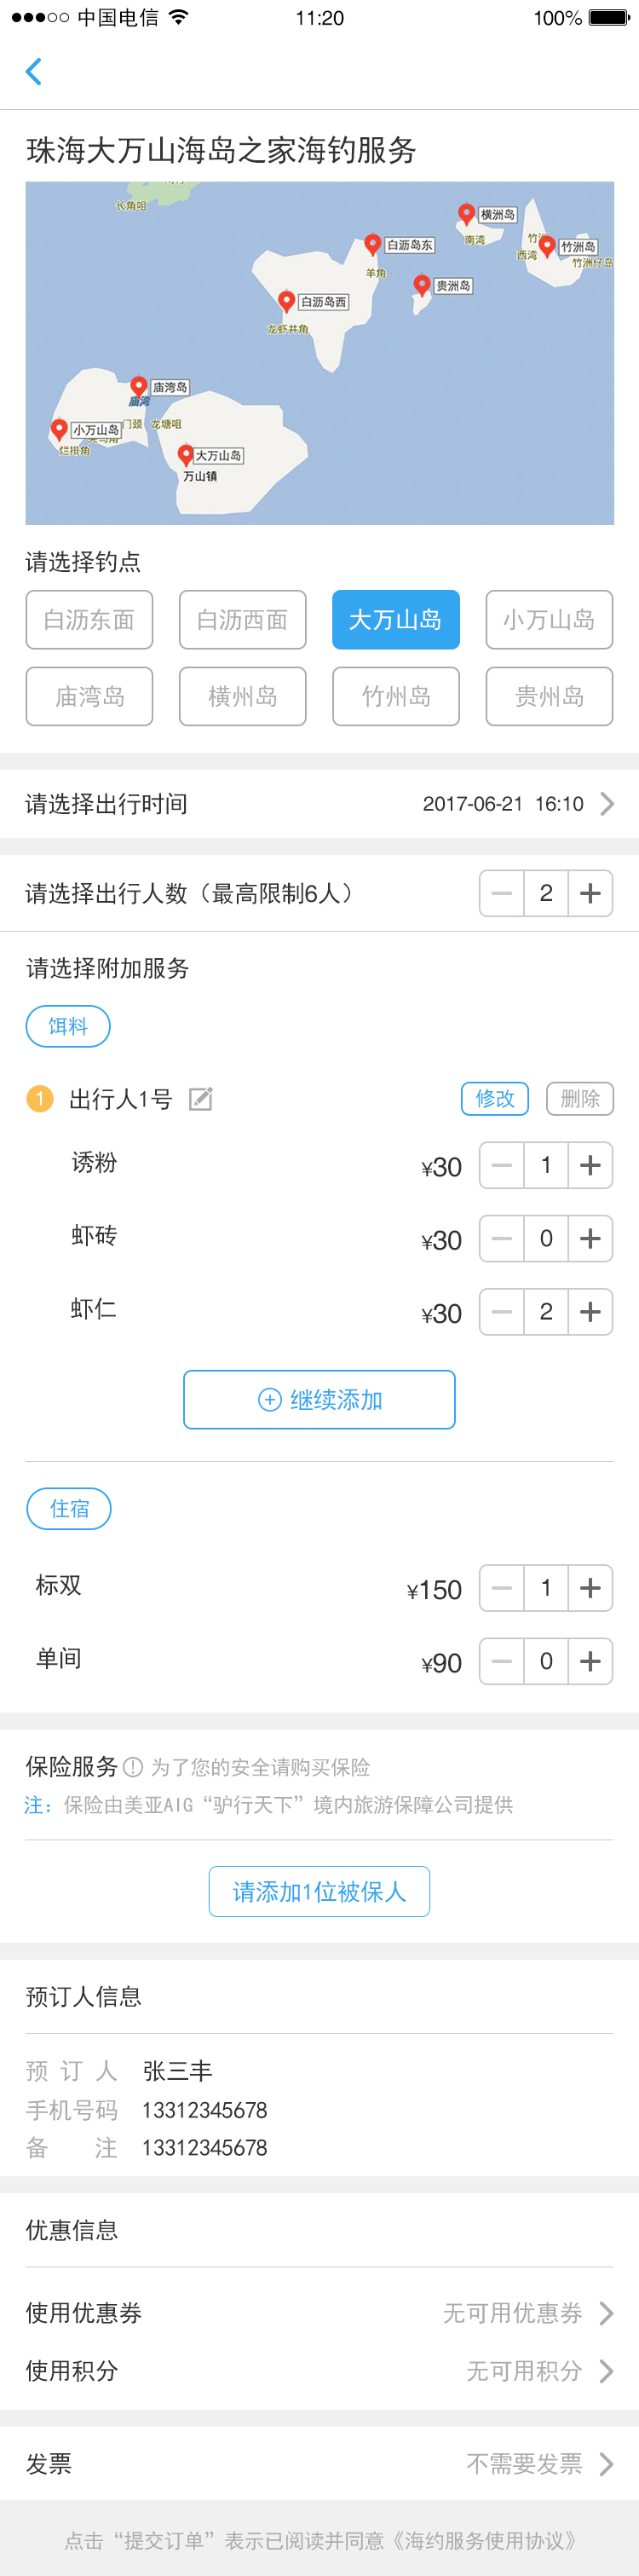 中国电信 11:20 100%
珠海大万山海岛之家海钓服务
长角咀
横洲岛
白沥岛东
南湾
竹洲岛
西湾
竹洲仔岛
羊角
贵洲岛
白沥岛西
龙虾井角
庙湾岛
庙湾
小万山岛
门颈 龙塘咀
烂排角
大万山岛
万山镇
请选择钓点
白沥东面 白沥西面 大万山岛 小万山岛
庙湾岛 横州岛 竹州岛 贵州岛
请选择出行时间 2017-06-21 16:10
请选择出行人数（最高限制6人） 2
请选择附加服务
饵料
1 出行人1号 修改 删除
诱粉 ¥30 1
虾砖 ¥30 0
虾仁 ¥30 2
继续添加
住宿
标双 ¥150 1
单间 ¥90 0
保险服务 为了您的安全请购买保险
注：保险由美亚AIG“驴行天下”境内旅游保障公司提供
请添加1位被保人
预订人信息
预订人 张三丰
手机号码 13312345678
备注 13312345678
优惠信息
使用优惠券 无可用优惠券
使用积分 无可用积分
发票 不需要发票
点击“提交订单”表示已阅读并同意《海约服务使用协议》